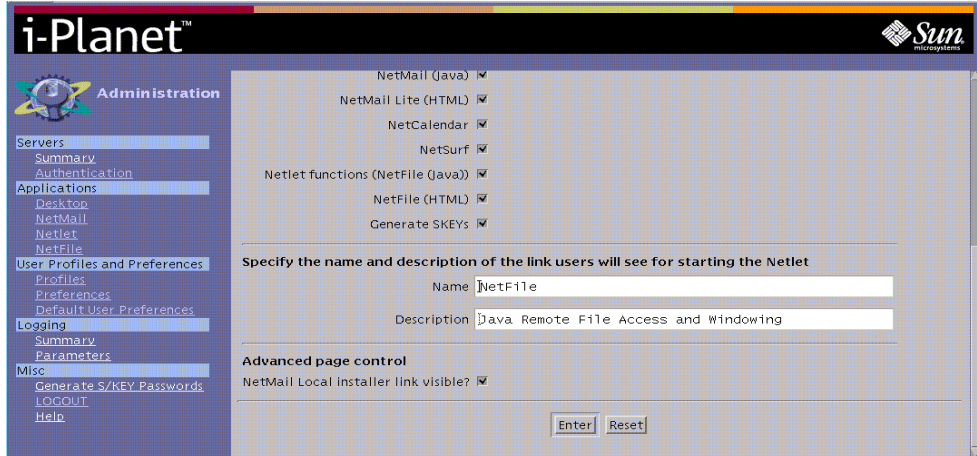 i-Planet™
Sun
microsystems
Administration
Servers
Summary
Authentication
Applications
Desktop
NetMail
Netlet
NetFile
User Profiles and Preferences
Profiles
Preferences
Default User Preferences
Logging
Summary
Parameters
Misc
Generate S/KEY Passwords
LOGOUT
Help
NetMail (Java)
NetMail Lite (HTML)
NetCalendar
NetSurf
Netlet functions (NetFile (Java))
NetFile (HTML)
Generate SKEYs
Specify the name and description of the link users will see for starting the Netlet
Name NetFile
Description Java Remote File Access and Windowing
Advanced page control
NetMail Local installer link visible?
Enter Reset